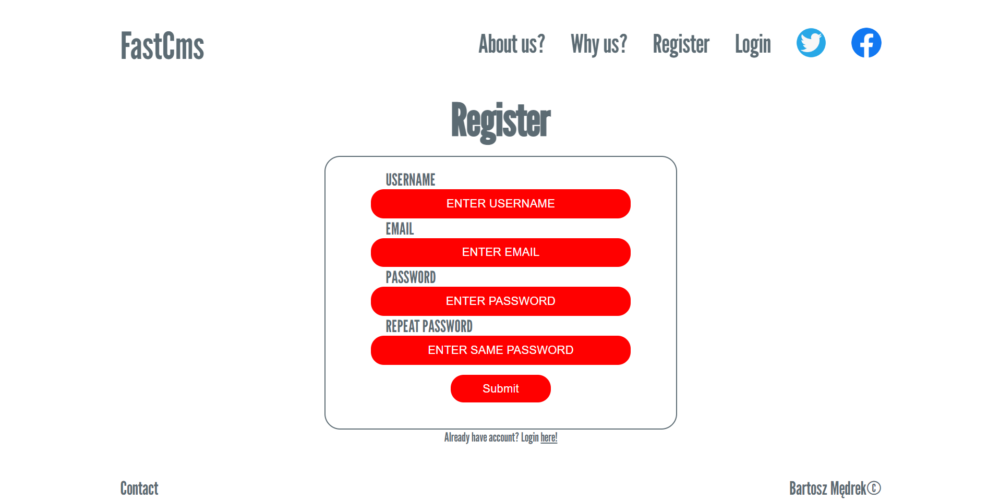 FastCms
About us? Why us? Register Login
Register
USERNAME
ENTER USERNAME
EMAIL
ENTER EMAIL
PASSWORD
ENTER PASSWORD
REPEAT PASSWORD
ENTER SAME PASSWORD
Submit
Already have account? Login here!
Contact
Bartosz Mędrek©